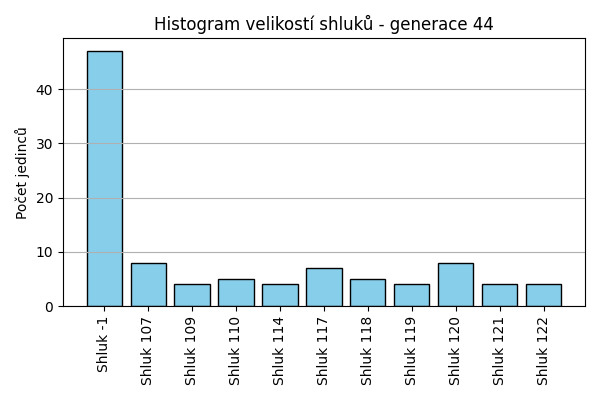 Histogram velikostí shluků - generace 44
Počet jedinců
40
30
20
10
0
Shluk -1
Shluk 107
Shluk 109
Shluk 110
Shluk 114
Shluk 117
Shluk 118
Shluk 119
Shluk 120
Shluk 121
Shluk 122